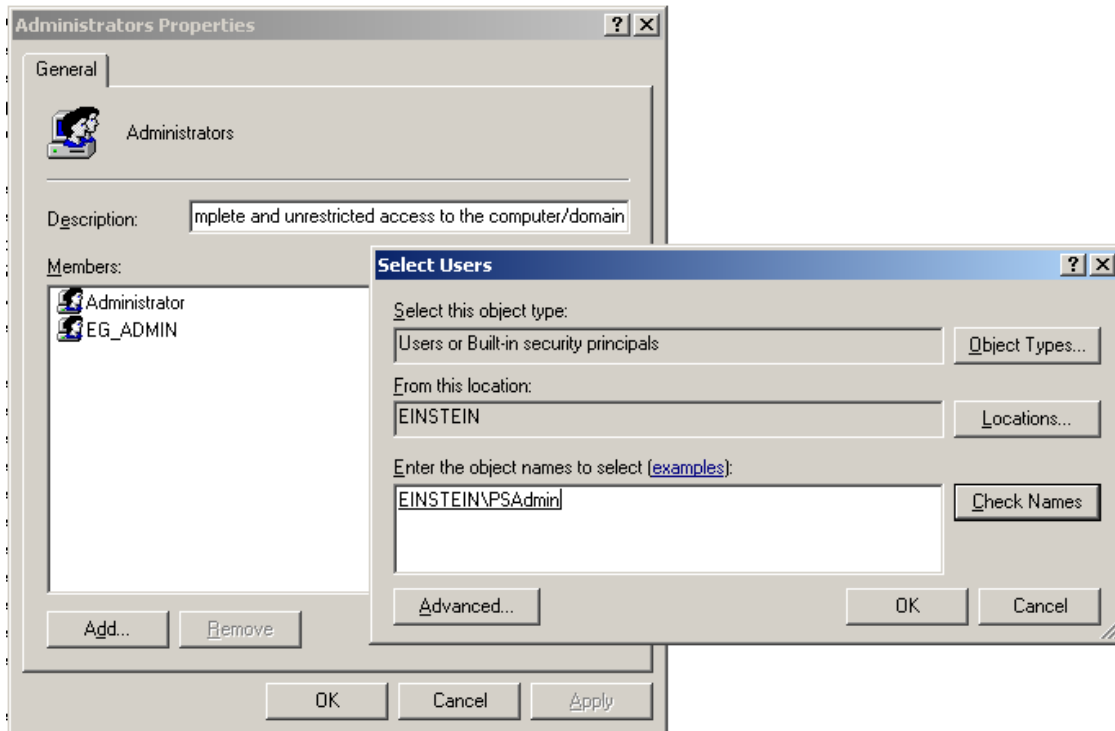 Administrators Properties
General
Administrators
Description: mplete and unrestricted access to the computer/domain
Members:
Administrator
EG_ADMIN
Add... Remove
OK Cancel Apply
Select Users
Select this object type:
Users or Built-in security principals Object Types...
From this location:
EINSTEIN Locations...
Enter the object names to select (examples):
EINSTEIN\PSAdmin Check Names
Advanced... OK Cancel